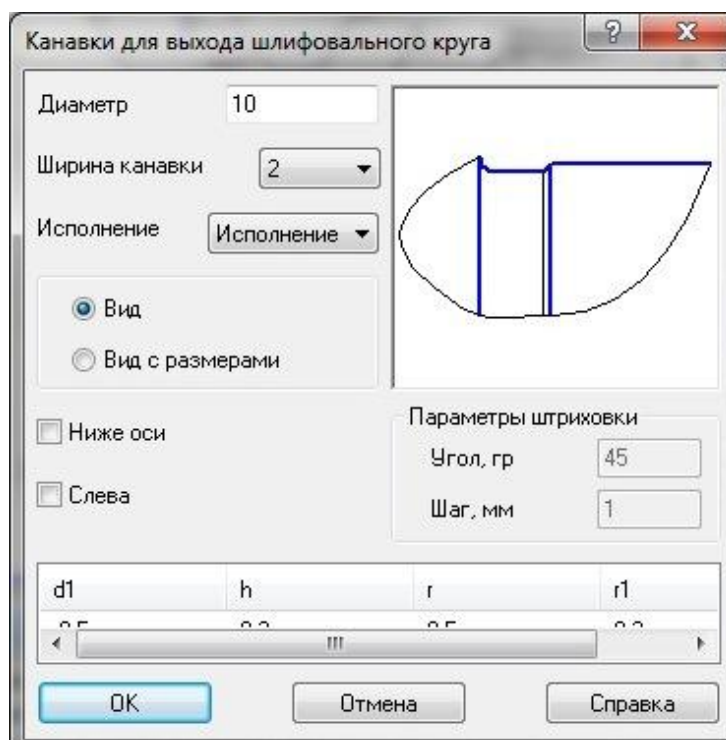 Канавки для выхода шлифовального круга
Диаметр 10
Ширина канавки 2
Исполнение Исполнение
Вид
Вид с размерами
Ниже оси
Слева
Параметры штриховки
Угол, гр 45
Шаг, мм 1
d1 h r r1
OK Отмена Справка